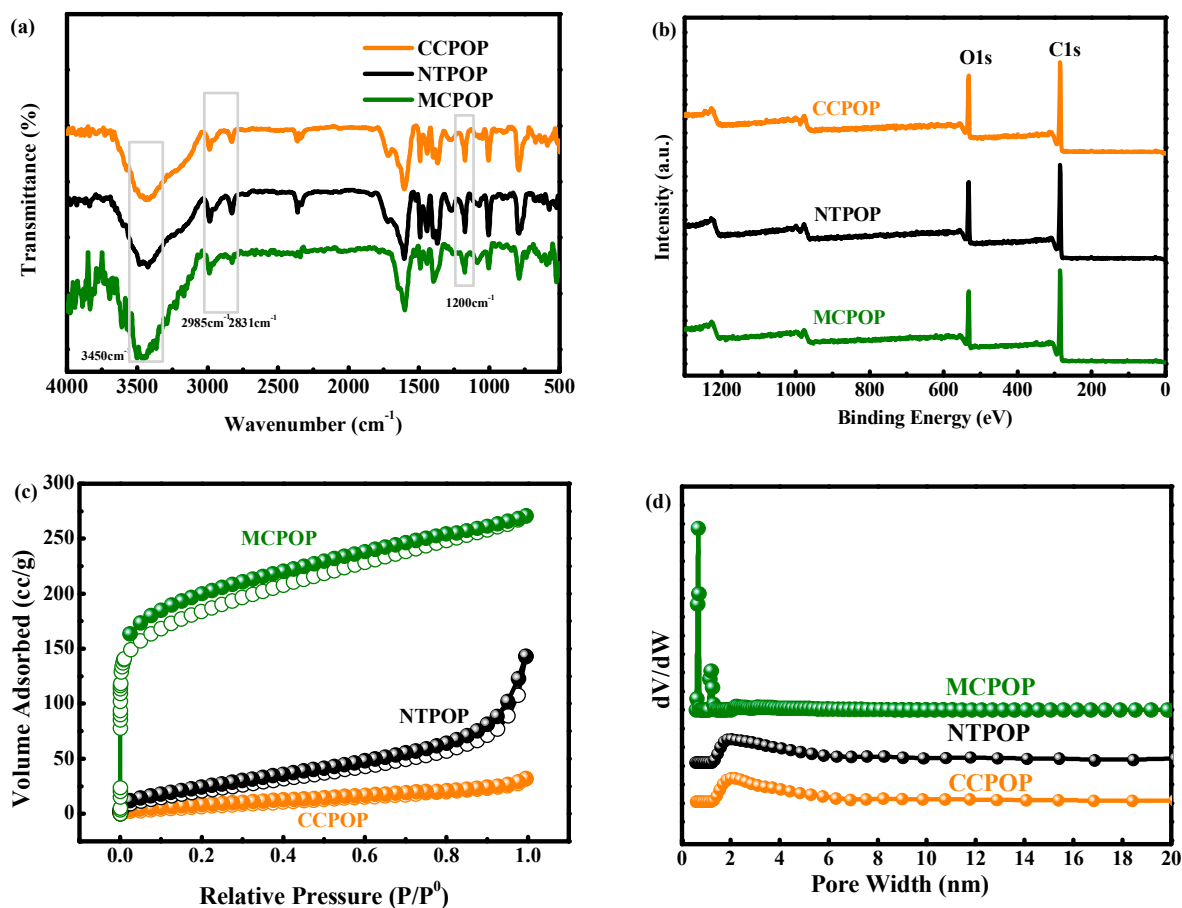 (a)
CCPOP
NTPOP
MCPOP
Transmittance (%)
3450cm⁻¹
2985cm⁻¹
2831cm⁻¹
1200cm⁻¹
4000 3500 3000 2500 2000 1500 1000 500
Wavenumber (cm⁻¹)
(b)
O1s
C1s
CCPOP
NTPOP
MCPOP
Intensity (a.u.)
1200 1000 800 600 400 200 0
Binding Energy (eV)
(c)
300
250
200
150
100
50
0
Volume Adsorbed (cc/g)
MCPOP
NTPOP
CCPOP
0.0 0.2 0.4 0.6 0.8 1.0
Relative Pressure (P/P⁰)
(d)
dV/dW
MCPOP
NTPOP
CCPOP
0 2 4 6 8 10 12 14 16 18 20
Pore Width (nm)